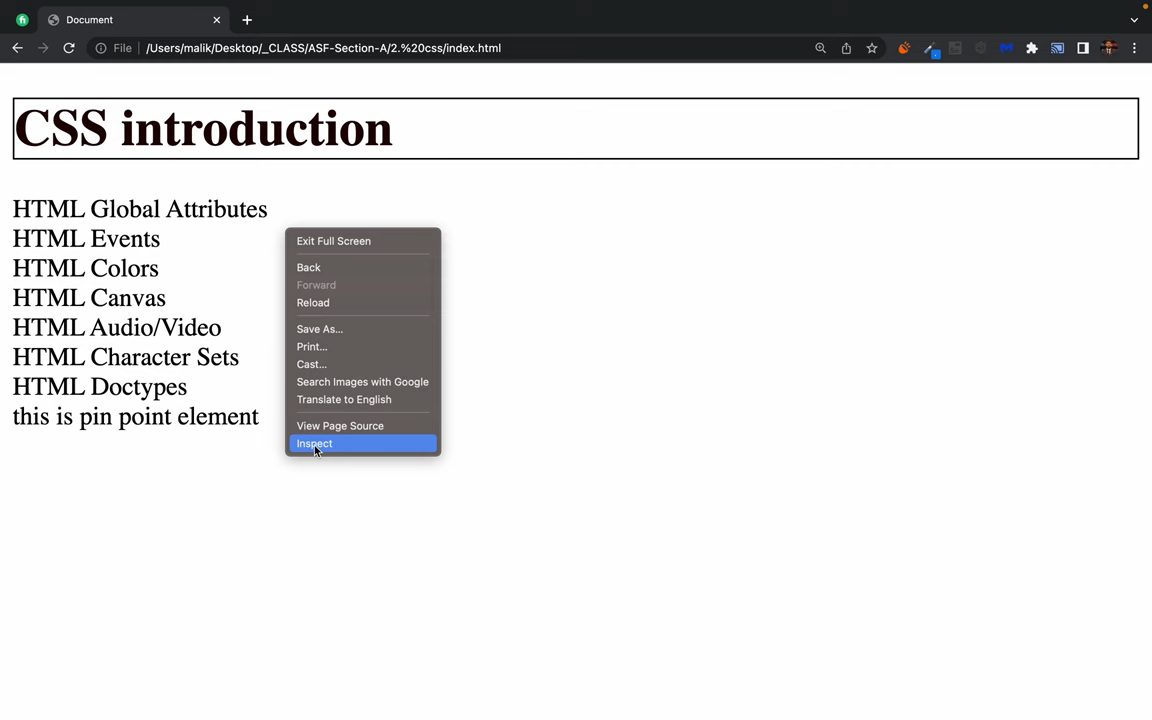 Document
File
/Users/malik/Desktop/_CLASS/ASF-Section-A/2.%20css/index.html
CSS introduction
HTML Global Attributes
HTML Events
HTML Colors
HTML Canvas
HTML Audio/Video
HTML Character Sets
HTML Doctypes
this is pin point element
Exit Full Screen
Back
Forward
Reload
Save As...
Print...
Cast...
Search Images with Google
Translate to English
View Page Source
Inspect